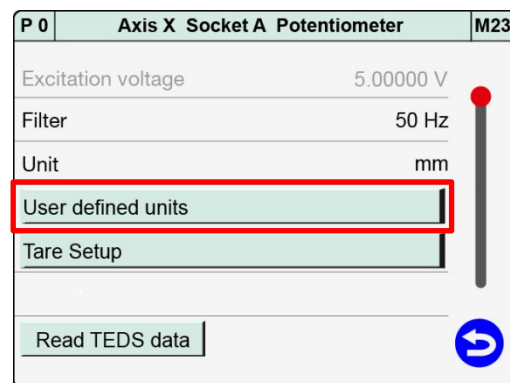 P 0 Axis X Socket A Potentiometer M23
Excitation voltage 5.00000 V
Filter 50 Hz
Unit mm
User defined units
Tare Setup
Read TEDS data